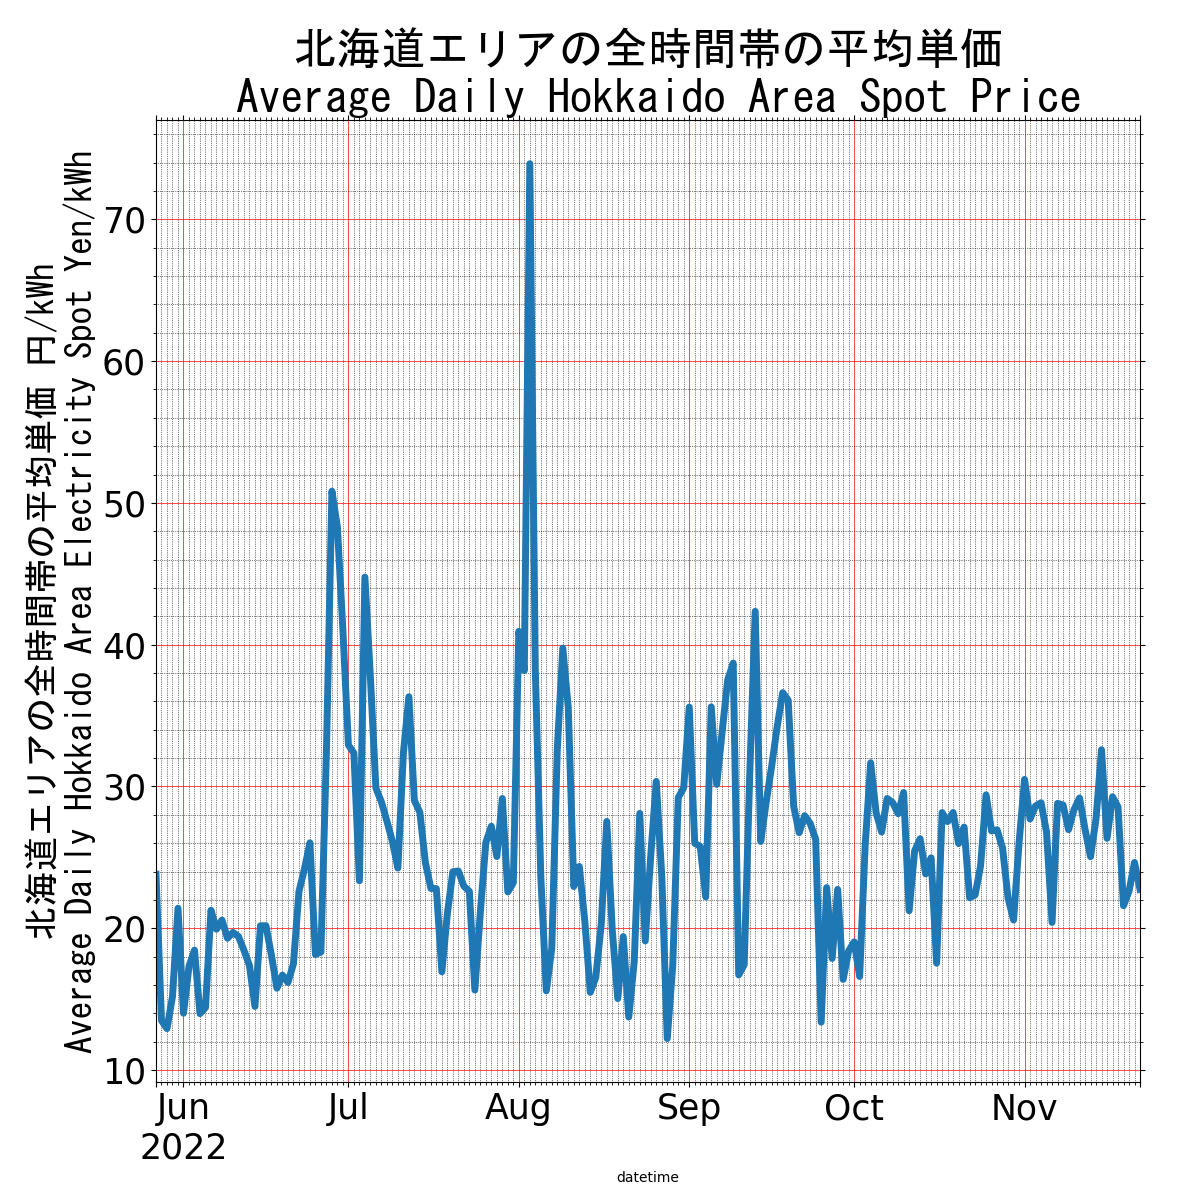 北海道エリアの全時間帯の平均単価
Average Daily Hokkaido Area Spot Price
北海道エリアの全時間帯の平均単価 円/kWh
Average Daily Hokkaido Area Electricity Spot Yen/kWh
70
60
50
40
30
20
10
Jun Jul Aug Sep Oct Nov
2022
datetime